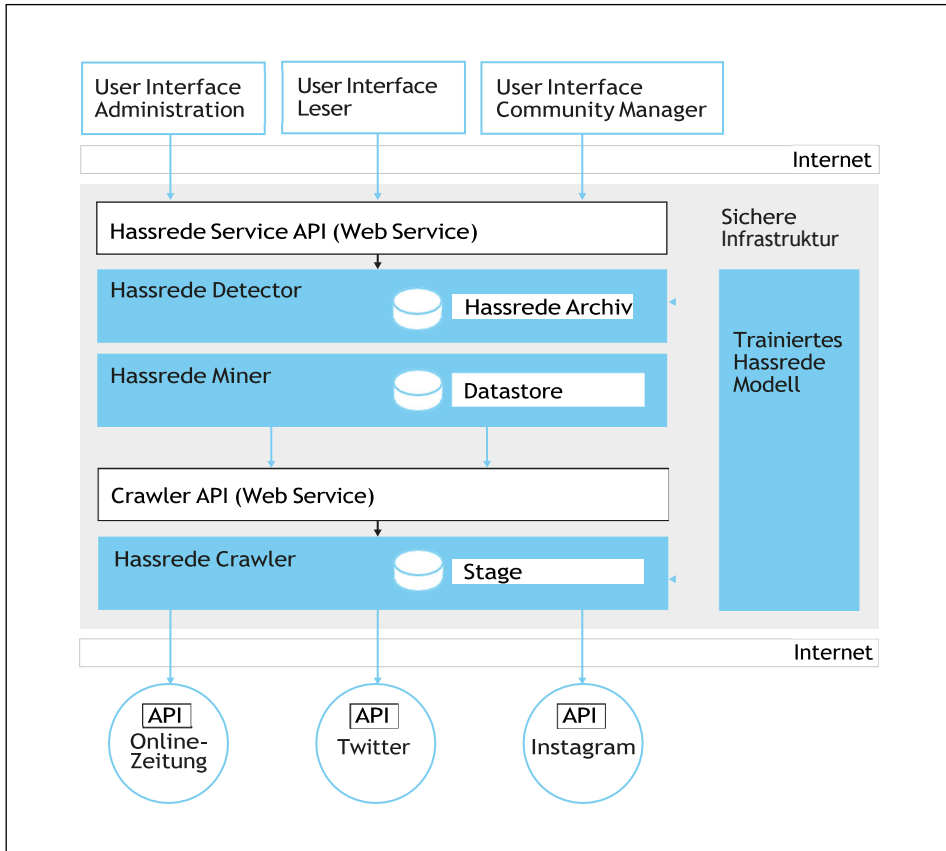 User Interface
Administration
User Interface
Leser
User Interface
Community Manager
Internet
Sichere
Infrastruktur
Hassrede Service API (Web Service)
Hassrede Detector
Hassrede Archiv
Trainiertes
Hassrede
Modell
Hassrede Miner
Datastore
Crawler API (Web Service)
Hassrede Crawler
Stage
Internet
API
Online-
Zeitung
API
Twitter
API
Instagram